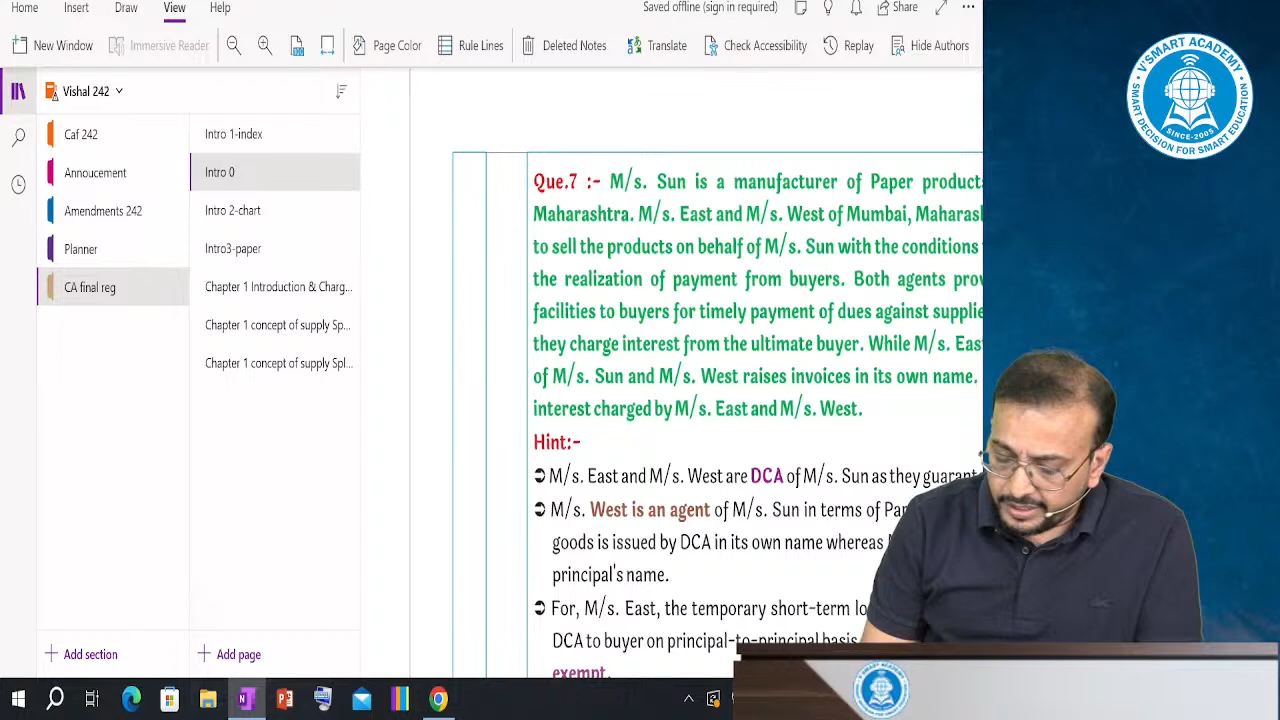 Home Insert Draw View Help Saved offline (sign in required) Share
New Window Immersive Reader Page Color Rule Lines Deleted Notes Translate Check Accessibility Replay Hide Authors
Vishal 242
Caf 242
Annoucement
Amendments 242
Planner
CA final reg
Intro 1-index
Intro 0
Intro 2-chart
Intro3-paper
Chapter 1 Introduction & Charg...
Chapter 1 concept of supply Sp...
Chapter 1 concept of supply Spl...
Add section
Add page
Que.7 :- M/s. Sun is a manufacturer of Paper products
Maharashtra. M/s. East and M/s. West of Mumbai,
to sell the products on behalf of M/s. Sun with the conditions
the realization of payment from buyers. Both agents
facilities to buyers for timely payment of dues against
they charge interest from the ultimate buyer. While M/s. East
of M/s. Sun and M/s. West raises invoices in its own name.
interest charged by M/s. East and M/s. West.
Hint:-
➲ M/s. East and M/s. West are DCA of M/s. Sun as they
➲ M/s. West is an agent of M/s. Sun in terms of
goods is issued by DCA in its own name whereas
principal's name.
➲ For, M/s. East, the temporary short-term
DCA to buyer on principal-to-principal basis
exempt.
V'SMART ACADEMY
SINCE-2005
SMART DECISION FOR SMART EDUCATION